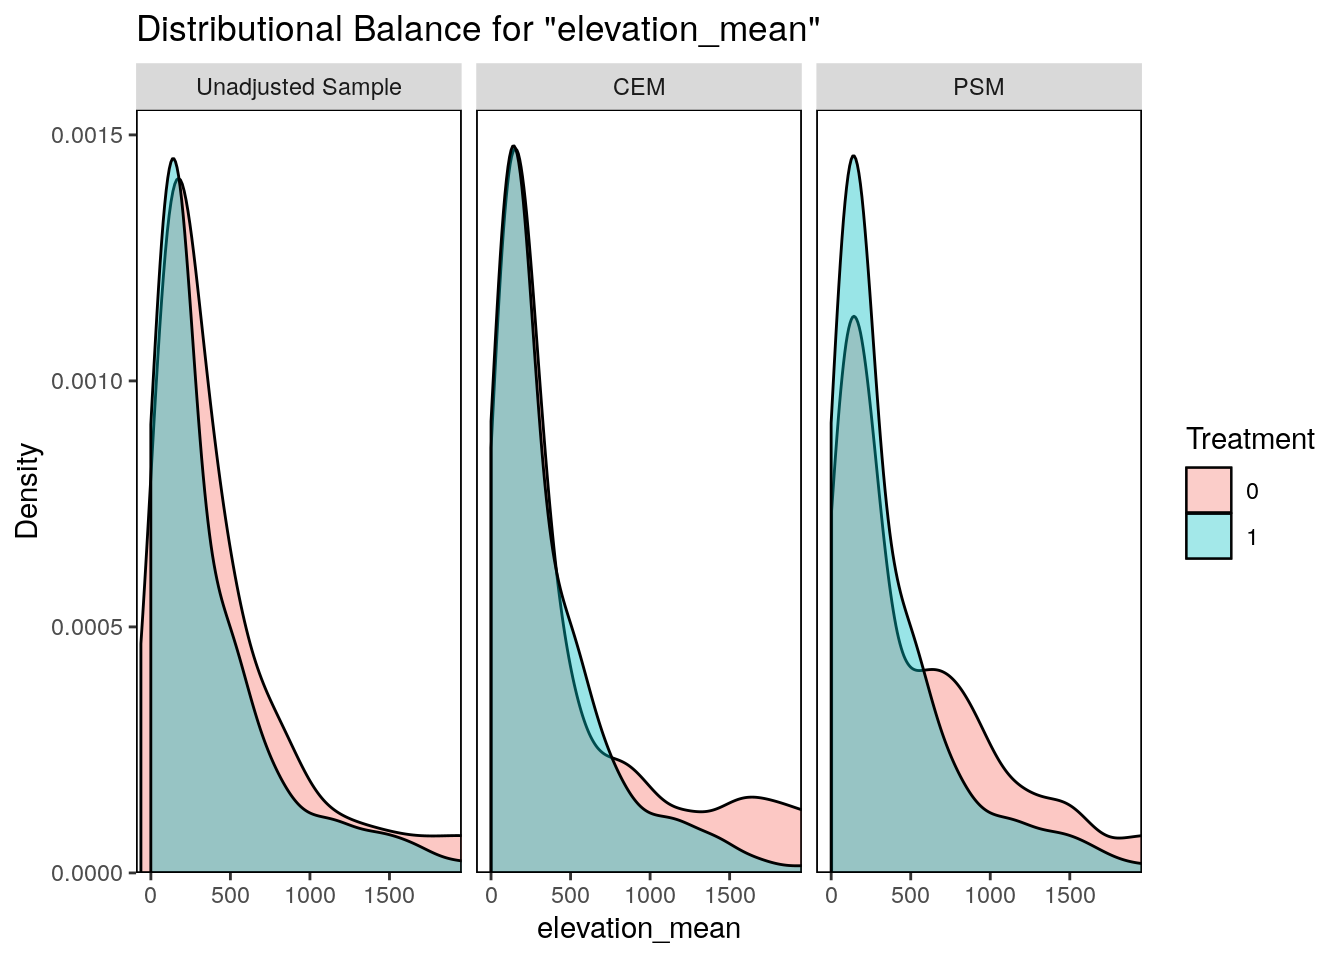 Distributional Balance for "elevation_mean"
Unadjusted Sample
CEM
PSM
Density
0.0015
0.0010
0.0005
0.0000
0 500 1000 1500
0 500 1000 1500
0 500 1000 1500
elevation_mean
Treatment
0
1